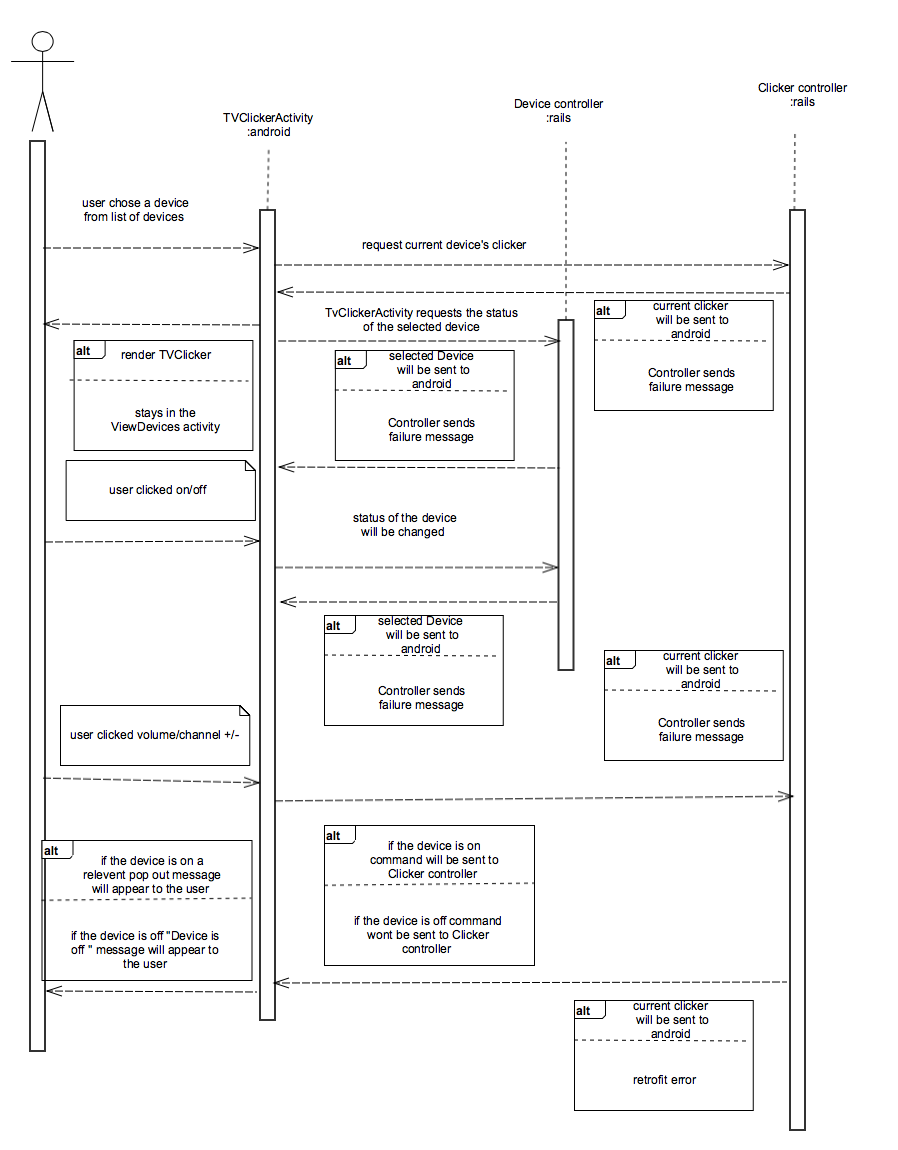 Clicker controller
:rails
Device controller
:rails
TVClickerActivity
:android
user chose a device
from list of devices
request current device's clicker
TvClickerActivity requests the status
of the selected device
alt
current clicker
will be sent to
android
Controller sends
failure message
alt
render TVClicker
stays in the
ViewDevices activity
alt
selected Device
will be sent to
android
Controller sends
failure message
user clicked on/off
status of the device
will be changed
alt
selected Device
will be sent to
android
Controller sends
failure message
alt
current clicker
will be sent to
android
Controller sends
failure message
user clicked volume/channel +/-
alt
if the device is on a
relevent pop out message
will appear to the user
if the device is off "Device is
off " message will appear to
the user
alt
if the device is on
command will be sent to
Clicker controller
if the device is off command
wont be sent to Clicker
controller
alt
current clicker
will be sent to
android
retrofit error